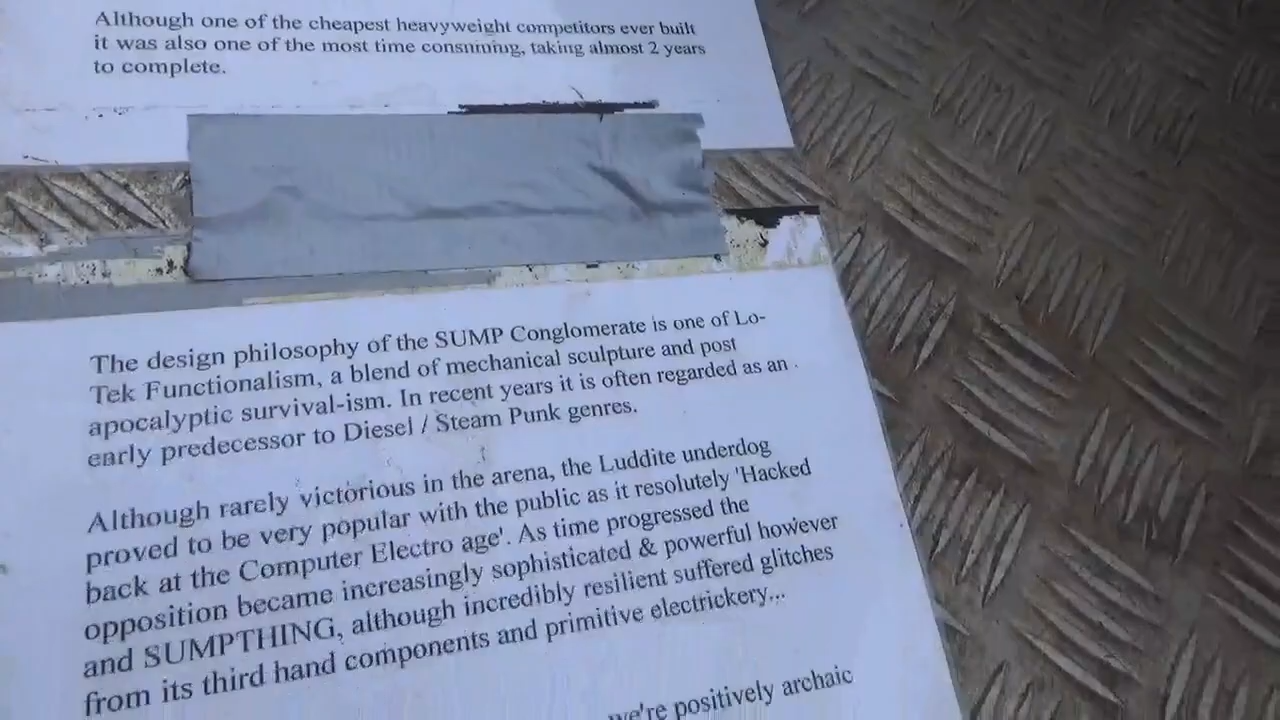 Although one of the cheapest heavyweight competitors ever built
it was also one of the most time consnming, taking almost 2 years
to complete.
The design philosophy of the SUMP Conglomerate is one of Lo-
Tek Functionalism, a blend of mechanical sculpture and post
apocalyptic survival-ism. In recent years it is often regarded as an
early predecessor to Diesel / Steam Punk genres.
Although rarely victorious in the arena, the Luddite underdog
proved to be very popular with the public as it resolutely 'Hacked
back at the Computer Electro age'. As time progressed the
opposition became increasingly sophisticated & powerful however
and SUMPTHING, although incredibly resilient suffered glitches
from its third hand components and primitive electrickery...
we're positively archaic